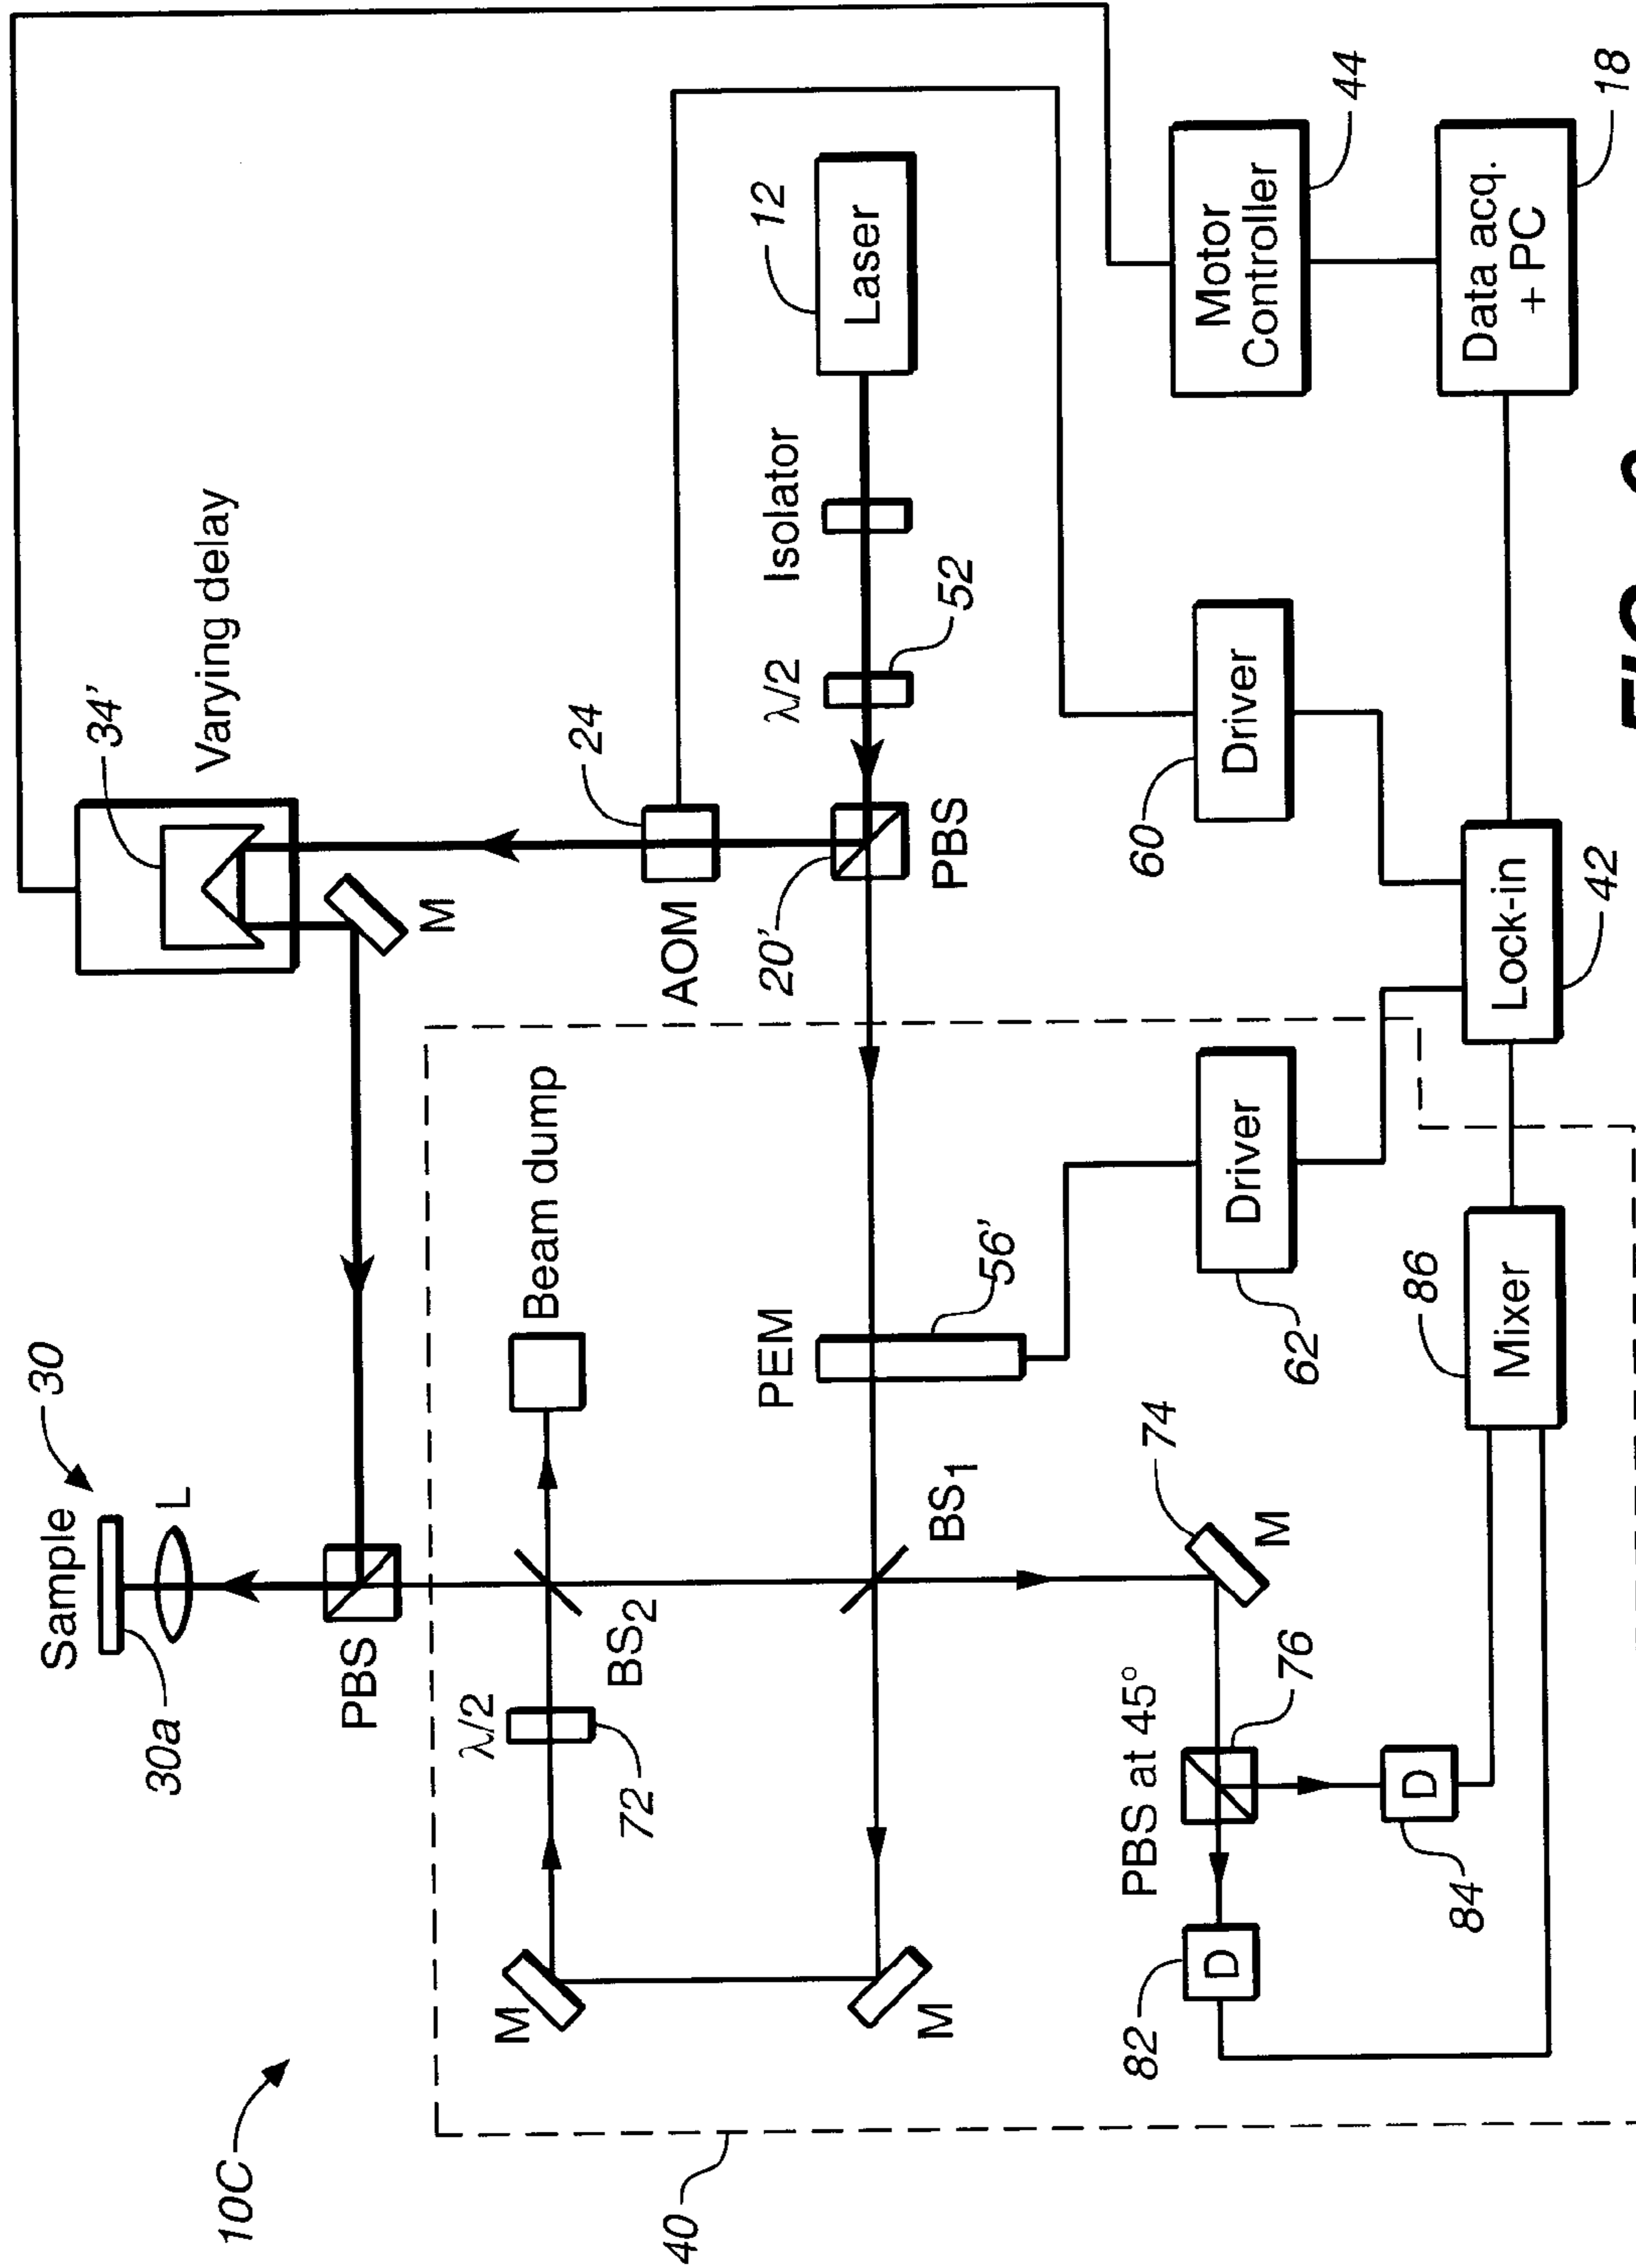 10C
Sample
30
30a
L
PBS
Varying delay
34'
M
AOM
24
Beam dump
λ/2
72
BS2
M
M
BS1
PEM
56'
20'
PBS
λ/2
52
Isolator
Laser
12
40
PBS at 45°
76
74
M
D
82
D
84
Mixer
86
Driver
62
Driver
60
Lock-in
42
Motor
Controller
44
Data acq.
+ PC
18